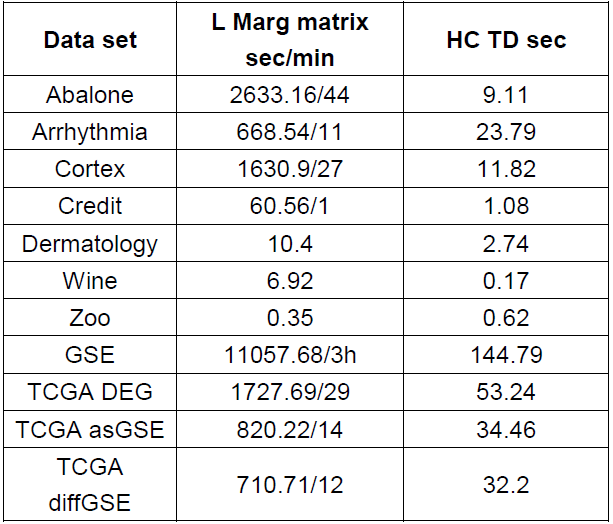 Data set L Marg matrix sec/min HC TD sec
Abalone 2633.16/44 9.11
Arrhythmia 668.54/11 23.79
Cortex 1630.9/27 11.82
Credit 60.56/1 1.08
Dermatology 10.4 2.74
Wine 6.92 0.17
Zoo 0.35 0.62
GSE 11057.68/3h 144.79
TCGA DEG 1727.69/29 53.24
TCGA asGSE 820.22/14 34.46
TCGA diffGSE 710.71/12 32.2